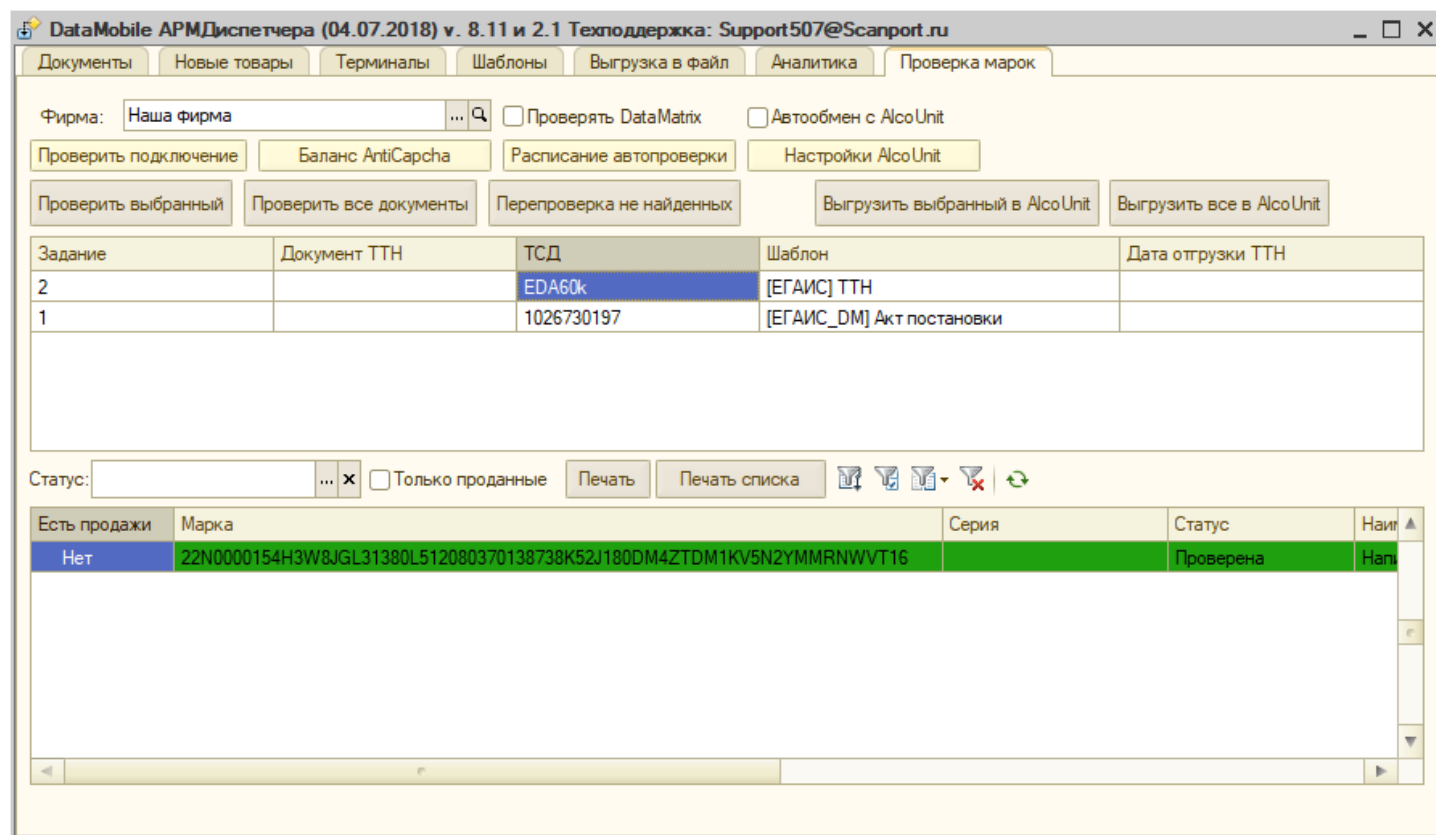 DataMobile АРМДиспетчера (04.07.2018) v. 8.11 и 2.1 Техподдержка: Support507@Scanport.ru
Документы Новые товары Терминалы Шаблоны Выгрузка в файл Аналитика Проверка марок
Фирма: Наша фирма ... Проверять DataMatrix Автообмен с AlcoUnit
Проверить подключение Баланс AntiCapcha Расписание автопроверки Настройки AlcoUnit
Проверить выбранный Проверить все документы Перепроверка не найденных Выгрузить выбранный в AlcoUnit Выгрузить все в AlcoUnit
Задание Документ ТТН ТСД Шаблон Дата отгрузки ТТН
2 EDA60k [ЕГАИС] ТТН
1 1026730197 [ЕГАИС_DM] Акт постановки
Статус: ... x Только проданные Печать Печать списка
Есть продажи Марка Серия Статус Наим
Нет 22N0000154H3W8JGL31380L512080370138738K52J180DM4ZTDM1KV5N2YMMRNWVT16 Проверена Напи